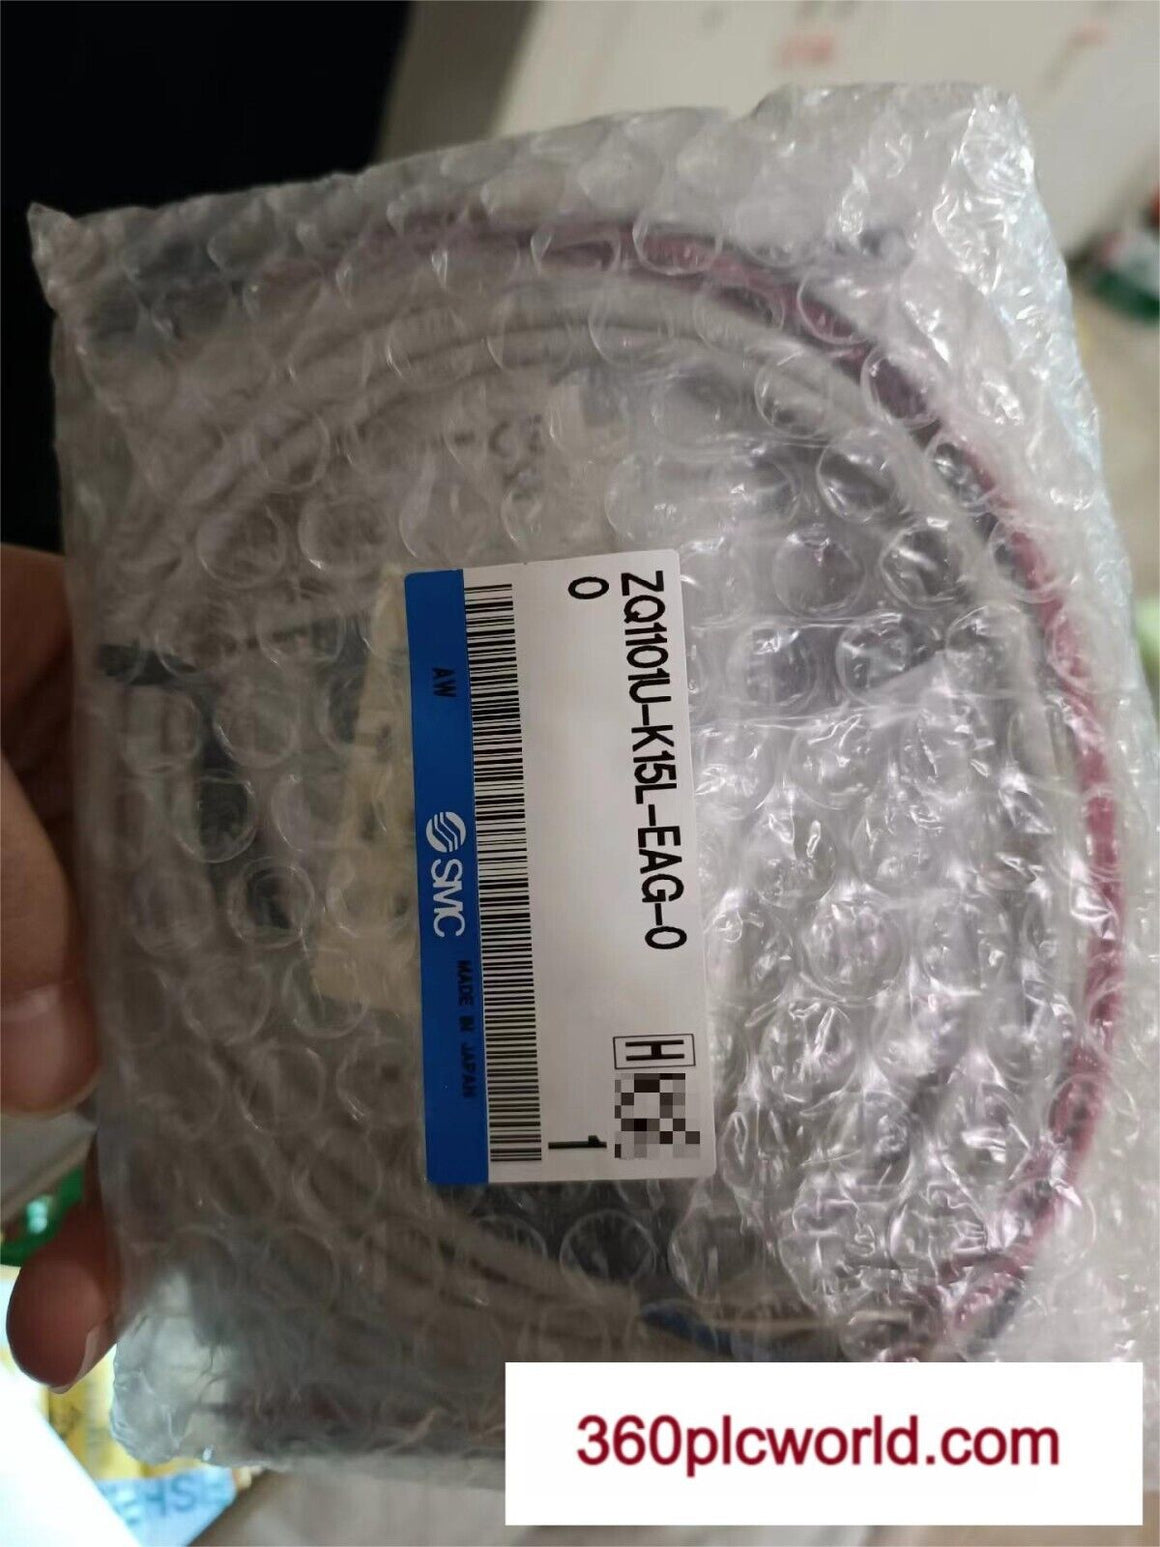 ZQ1101U-K15L-EAG-0
0
H
1
AW
SMC
MADE IN JAPAN
360plcworld.com